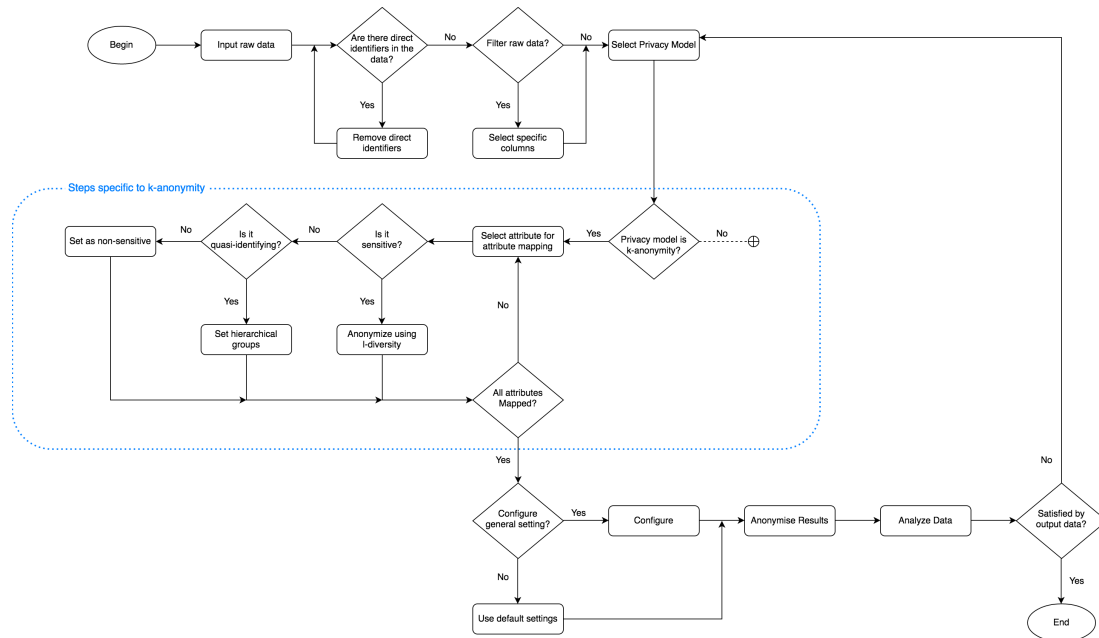 Begin
Input raw data
Are there direct
identifiers in the
data?
No
Filter raw data?
No
Select Privacy Model
Yes
Yes
Remove direct
identifiers
Select specific
columns
Steps specific to k-anonymity
Set as non-sensitive
No
Is it
quasi-identifying?
No
Is it
sensitive?
Select attribute for
attribute mapping
Yes
Privacy model is
k-anonymity?
No
Yes
Yes
No
Set hierarchical
groups
Anonymize using
l-diversity
All attributes
Mapped?
Yes
No
Configure
general setting?
Yes
Configure
Anonymise Results
Analyze Data
Satisfied by
output data?
No
Yes
Use default settings
End